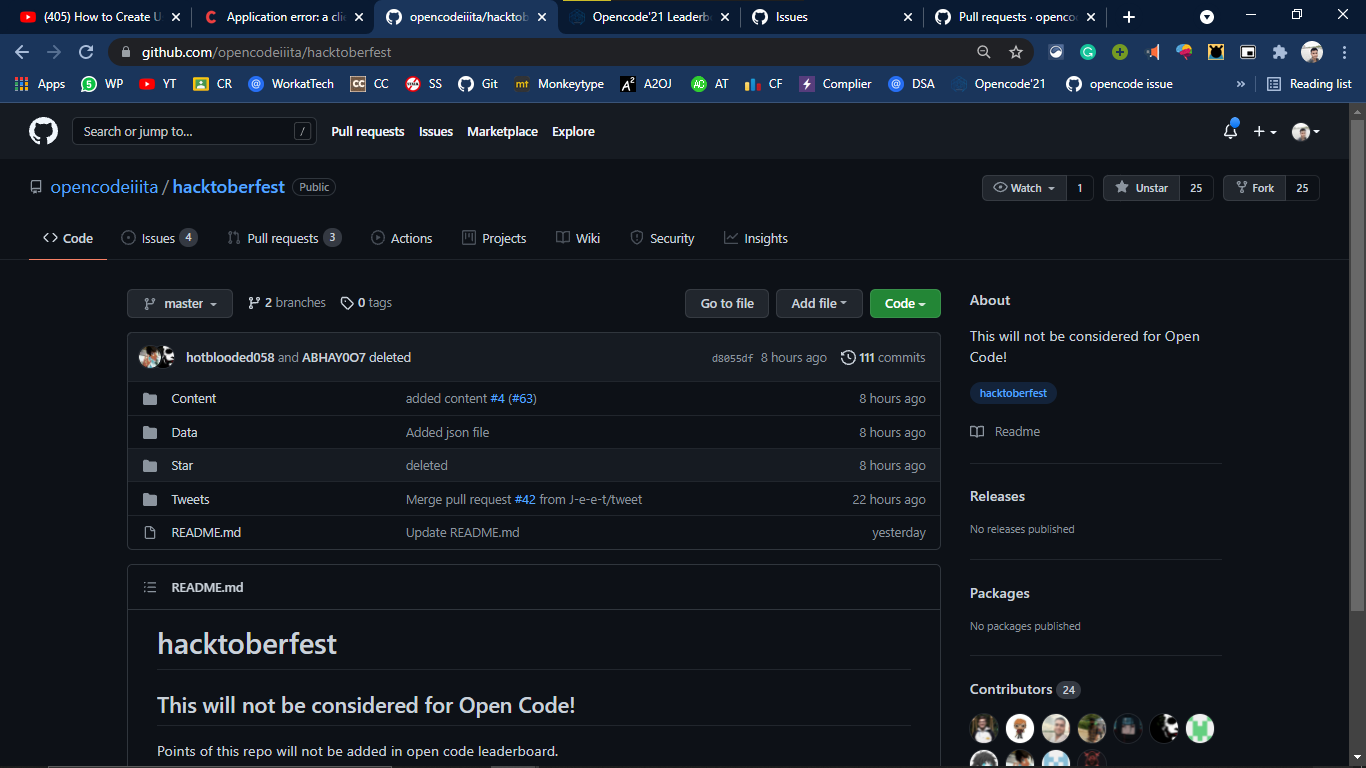 (405) How to Create U
Application error: a clie
opencodeiiita/hacktob
Opencode'21 Leaderb
Issues
Pull requests · openco
github.com/opencodeiiita/hacktoberfest
Apps
5 WP
YT
CR
@ WorkatTech
CC CC
SS
Git
mt Monkeytype
A2OJ
AC AT
CF
Complier
@ DSA
Opencode'21
opencode issue
»
Reading list
Search or jump to...
/
Pull requests
Issues
Marketplace
Explore
opencodeiiita / hacktoberfest
Public
Watch 1
Unstar 25
Fork 25
Code
Issues 4
Pull requests 3
Actions
Projects
Wiki
Security
Insights
master
2 branches
0 tags
Go to file
Add file
Code
hotblooded058 and ABHAY0O7 deleted
d8055df 8 hours ago
111 commits
Content added content #4 (#63) 8 hours ago
Data Added json file 8 hours ago
Star deleted 8 hours ago
Tweets Merge pull request #42 from J-e-e-t/tweet 22 hours ago
README.md Update README.md yesterday
README.md
hacktoberfest
This will not be considered for Open Code!
Points of this repo will not be added in open code leaderboard.
About
This will not be considered for Open
Code!
hacktoberfest
Readme
Releases
No releases published
Packages
No packages published
Contributors 24